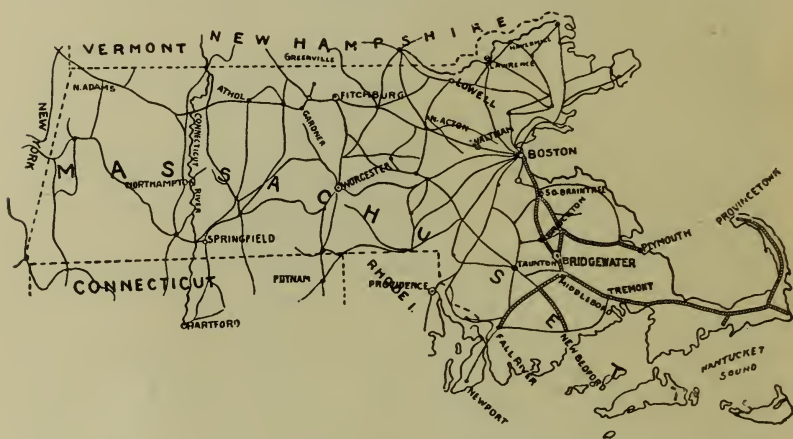 VERMONT
NEW HAMPSHIRE
GREENVILLE
HAVERHILL
LAWRENCE
LOWELL
N. ADAMS
ATHOL
FITCHBURG
GARDNER
CONNECTICUT RIVER
NEW YORK
WALTHAM
BOSTON
MASSACHUSE
NORTHAMPTON
WORCESTER
SO. BRAINTREE
PLYMOUTH
PROVINCETOWN
SPRINGFIELD
TAUNTON
BRIDGEWATER
CONNECTICUT
PUTNAM
RHODE I.
PROVIDENCE
MIDDLEBORO
TREMONT
HARTFORD
FALL RIVER
NEW BEDFORD
NEWPORT
NANTUCKET
SOUND